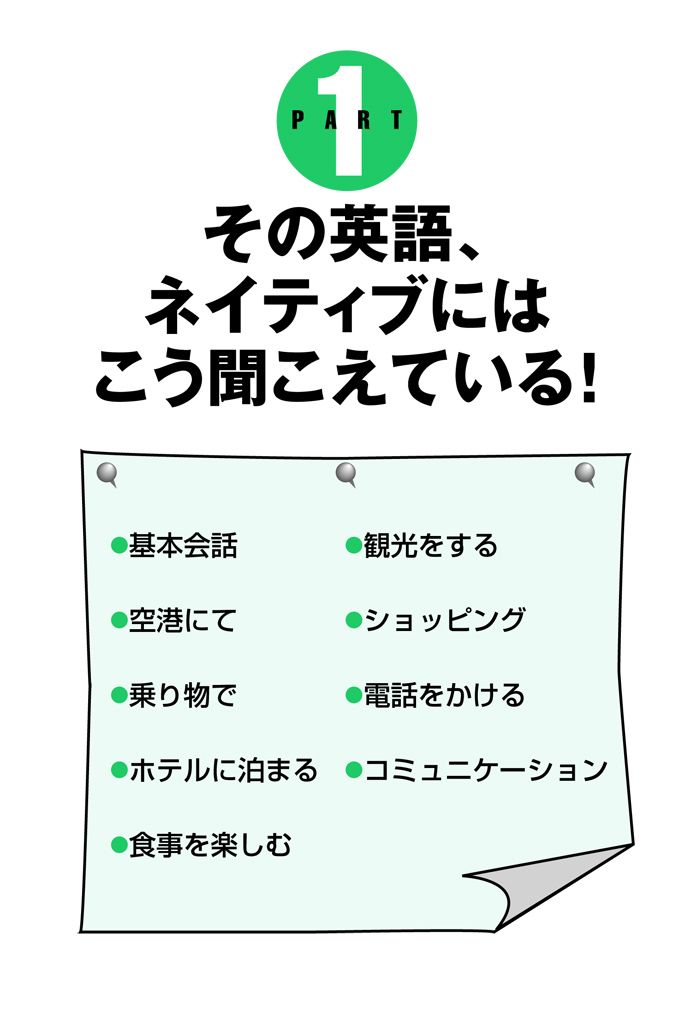 PART 1
その英語、
ネイティブには
こう聞こえている!
●基本会話
●空港にて
●乗り物で
●ホテルに泊まる
●食事を楽しむ
●観光をする
●ショッピング
●電話をかける
●コミュニケーション